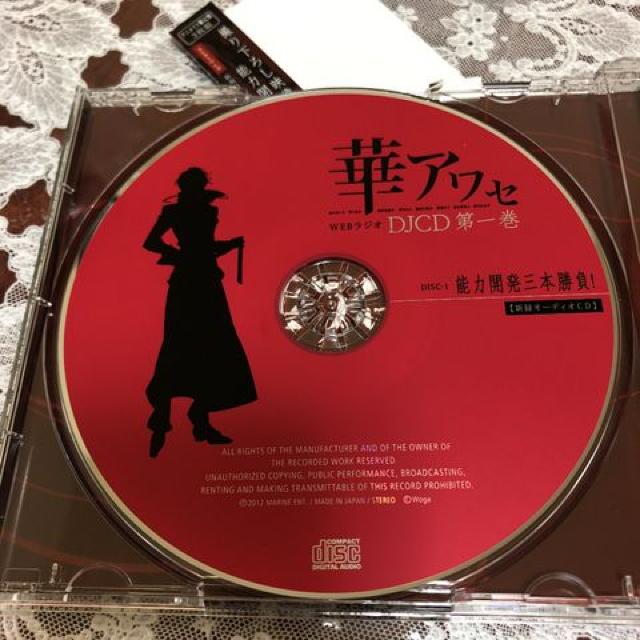 華アワセ
WEBラジオ DJCD 第一巻
DISC-1 能力開発三本勝負!
【新録オーディオCD】
ALL RIGHTS OF THE MANUFACTURER AND OF THE OWNER OF
THE RECORDED WORK RESERVED.
UNAUTHORIZED COPYING, PUBLIC PERFORMANCE, BROADCASTING,
RENTING AND MAKING TRANSMITTABLE OF THIS RECORD PROHIBITED.
Ⓟ2012 MARINE ENT. / MADE IN JAPAN / STEREO ©Woga
COMPACT
disc
DIGITAL AUDIO